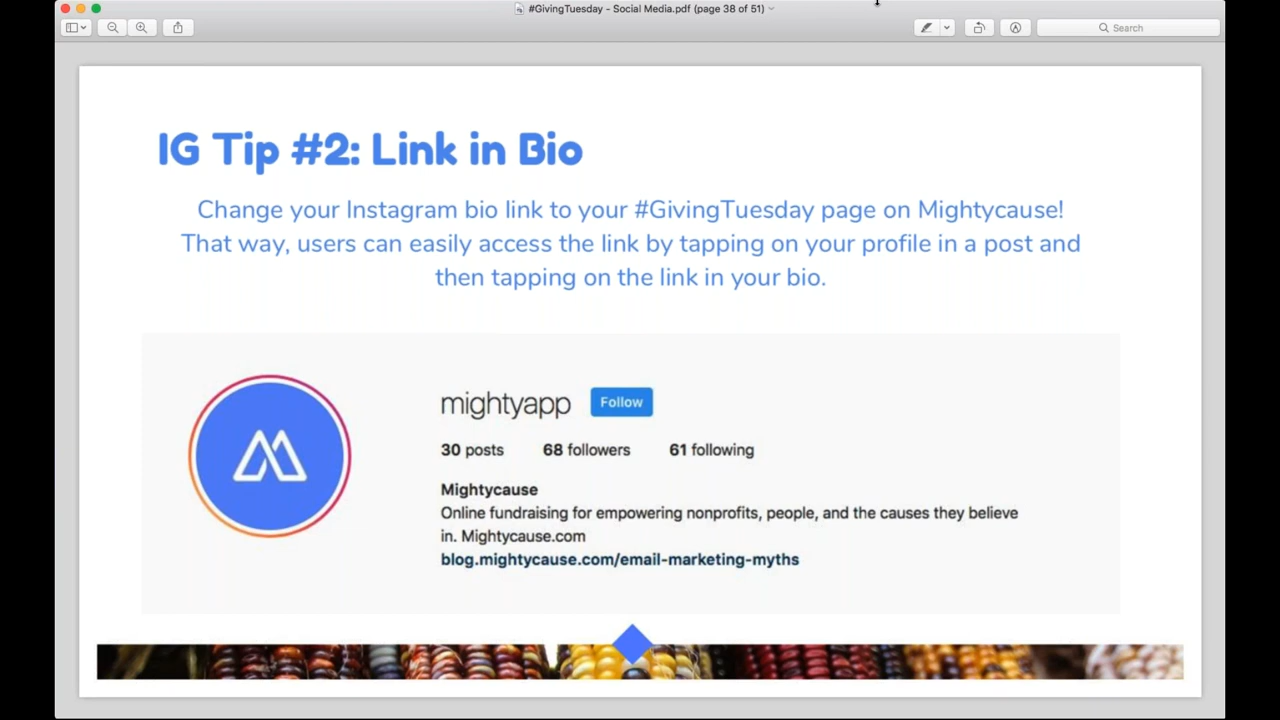 #GivingTuesday - Social Media.pdf (page 38 of 51)
Search
IG Tip #2: Link in Bio
Change your Instagram bio link to your #GivingTuesday page on Mightycause!
That way, users can easily access the link by tapping on your profile in a post and
then tapping on the link in your bio.
mightyapp Follow
30 posts 68 followers 61 following
Mightycause
Online fundraising for empowering nonprofits, people, and the causes they believe
in. Mightycause.com
blog.mightycause.com/email-marketing-myths